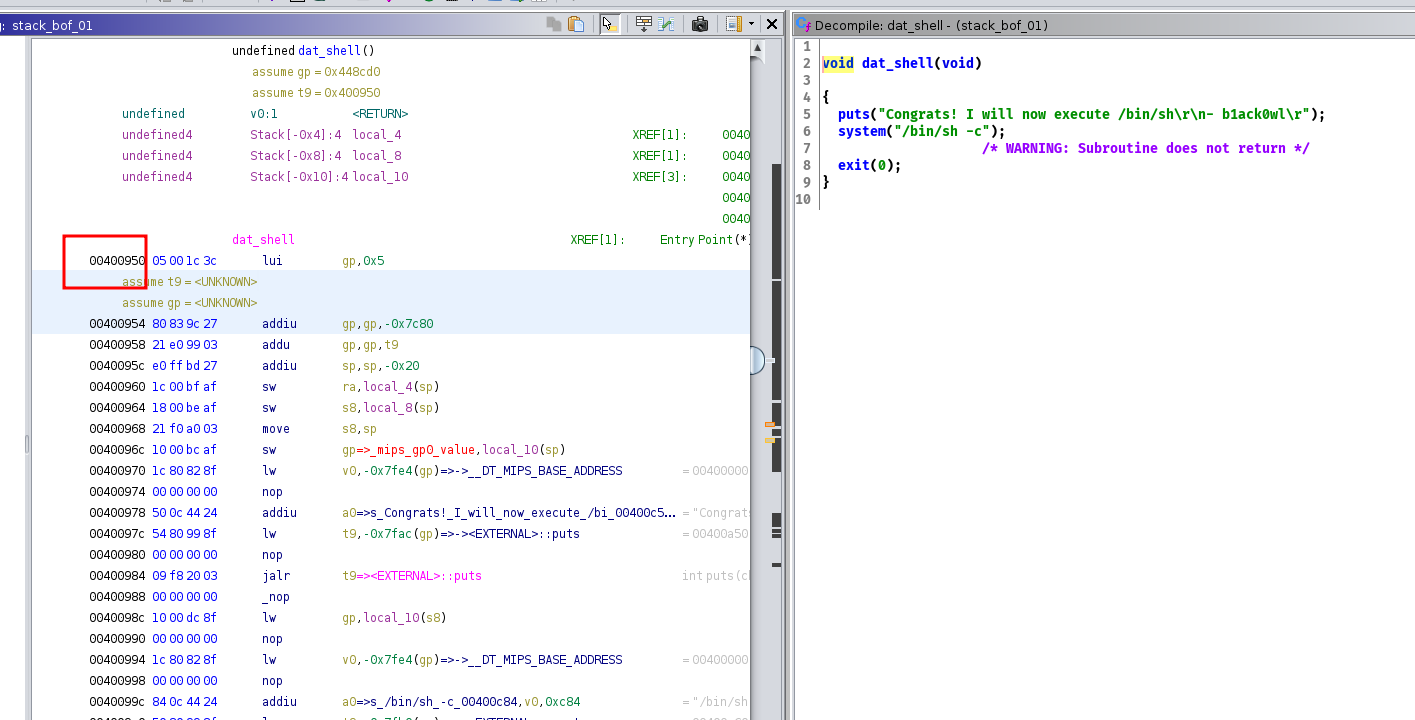 g: stack_bof_01
undefined dat_shell()
assume gp = 0x448cd0
assume t9 = 0x400950
undefined v0:1 <RETURN>
undefined4 Stack[-0x4]:4 local_4 XREF[1]: 0040
undefined4 Stack[-0x8]:4 local_8 XREF[1]: 0040
undefined4 Stack[-0x10]:4 local_10 XREF[3]: 0040
0040
0040
dat_shell XREF[1]: Entry Point(*)
00400950 05 00 1c 3c lui gp,0x5
assume t9 = <UNKNOWN>
assume gp = <UNKNOWN>
00400954 80 83 9c 27 addiu gp,gp,-0x7c80
00400958 21 e0 99 03 addu gp,gp,t9
0040095c e0 ff bd 27 addiu sp,sp,-0x20
00400960 1c 00 bf af sw ra,local_4(sp)
00400964 18 00 be af sw s8,local_8(sp)
00400968 21 f0 a0 03 move s8,sp
0040096c 10 00 bc af sw gp=>_mips_gp0_value,local_10(sp)
00400970 1c 80 82 8f lw v0,-0x7fe4(gp)=>->__DT_MIPS_BASE_ADDRESS = 00400000
00400974 00 00 00 00 nop
00400978 50 0c 44 24 addiu a0=>s_Congrats!_I_will_now_execute_/bi_00400c5... = "Congrats
0040097c 54 80 99 8f lw t9,-0x7fac(gp)=>-><EXTERNAL>::puts = 00400a50
00400980 00 00 00 00 nop
00400984 09 f8 20 03 jalr t9=><EXTERNAL>::puts int puts(ch
00400988 00 00 00 00 _nop
0040098c 10 00 dc 8f lw gp,local_10(s8)
00400990 00 00 00 00 nop
00400994 1c 80 82 8f lw v0,-0x7fe4(gp)=>->__DT_MIPS_BASE_ADDRESS = 00400000
00400998 00 00 00 00 nop
0040099c 84 0c 44 24 addiu a0=>s_/bin/sh_-c_00400c84,v0,0xc84 = "/bin/sh
Decompile: dat_shell - (stack_bof_01)
1
2 void dat_shell(void)
3
4 {
5 puts("Congrats! I will now execute /bin/sh\r\n- b1ack0wl\r");
6 system("/bin/sh -c");
7 /* WARNING: Subroutine does not return */
8 exit(0);
9 }
10